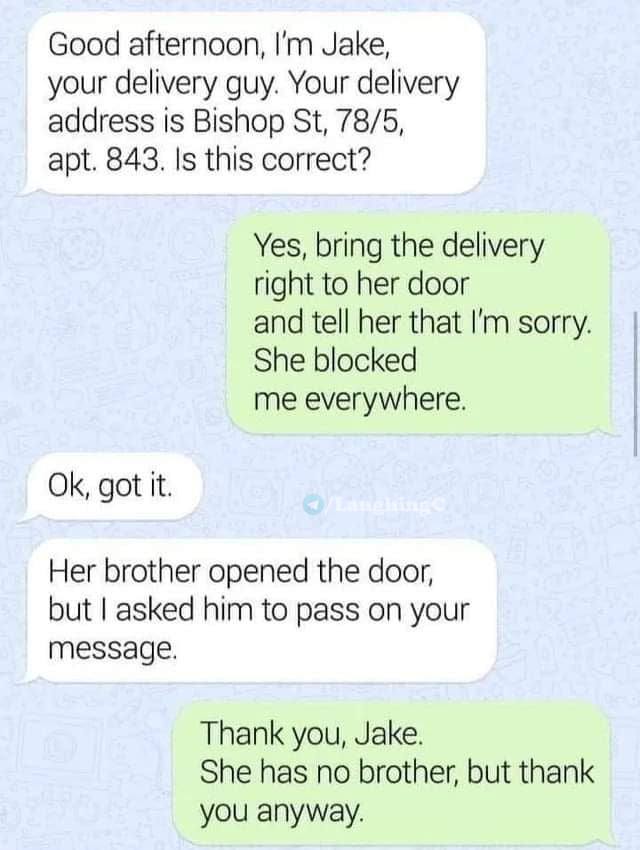 Good afternoon, I'm Jake,
your delivery guy. Your delivery
address is Bishop St, 78/5,
apt. 843. Is this correct?
Yes, bring the delivery
right to her door
and tell her that I'm sorry.
She blocked
me everywhere.
Ok, got it.
/LaughingC
Her brother opened the door,
but I asked him to pass on your
message.
Thank you, Jake.
She has no brother, but thank
you anyway.